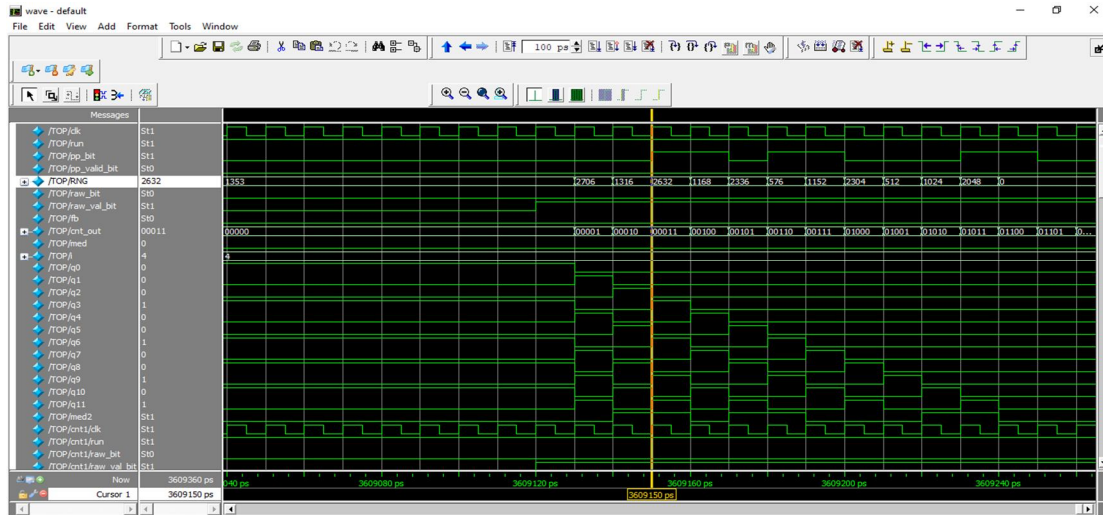 wave - default
File Edit View Add Format Tools Window
100 ps
Messages
/TOP/clk St1
/TOP/run St1
/TOP/pp_bit St1
/TOP/pp_valid_bit St0
/TOP/RNG 2632 1353 2706 1316 2632 1168 2336 576 1152 2304 512 1024 2048 0
/TOP/raw_bit St0
/TOP/raw_val_bit St1
/TOP/fb St0
/TOP/cnt_out 00011 00000 00001 00010 00011 00100 00101 00110 00111 01000 01001 01010 01011 01100 01101 0...
/TOP/med 0
/TOP/i 4 4
/TOP/q0 0
/TOP/q1 0
/TOP/q2 0
/TOP/q3 1
/TOP/q4 0
/TOP/q5 0
/TOP/q6 1
/TOP/q7 0
/TOP/q8 0
/TOP/q9 1
/TOP/q10 0
/TOP/q11 1
/TOP/med2 St1
/TOP/cnt1/clk St1
/TOP/cnt1/run St1
/TOP/cnt1/raw_bit St0
/TOP/cnt1/raw_val_bit St1
Now 3609360 ps 040 ps 3609080 ps 3609120 ps 3609160 ps 3609200 ps 3609240 ps
Cursor 1 3609150 ps 3609150 ps